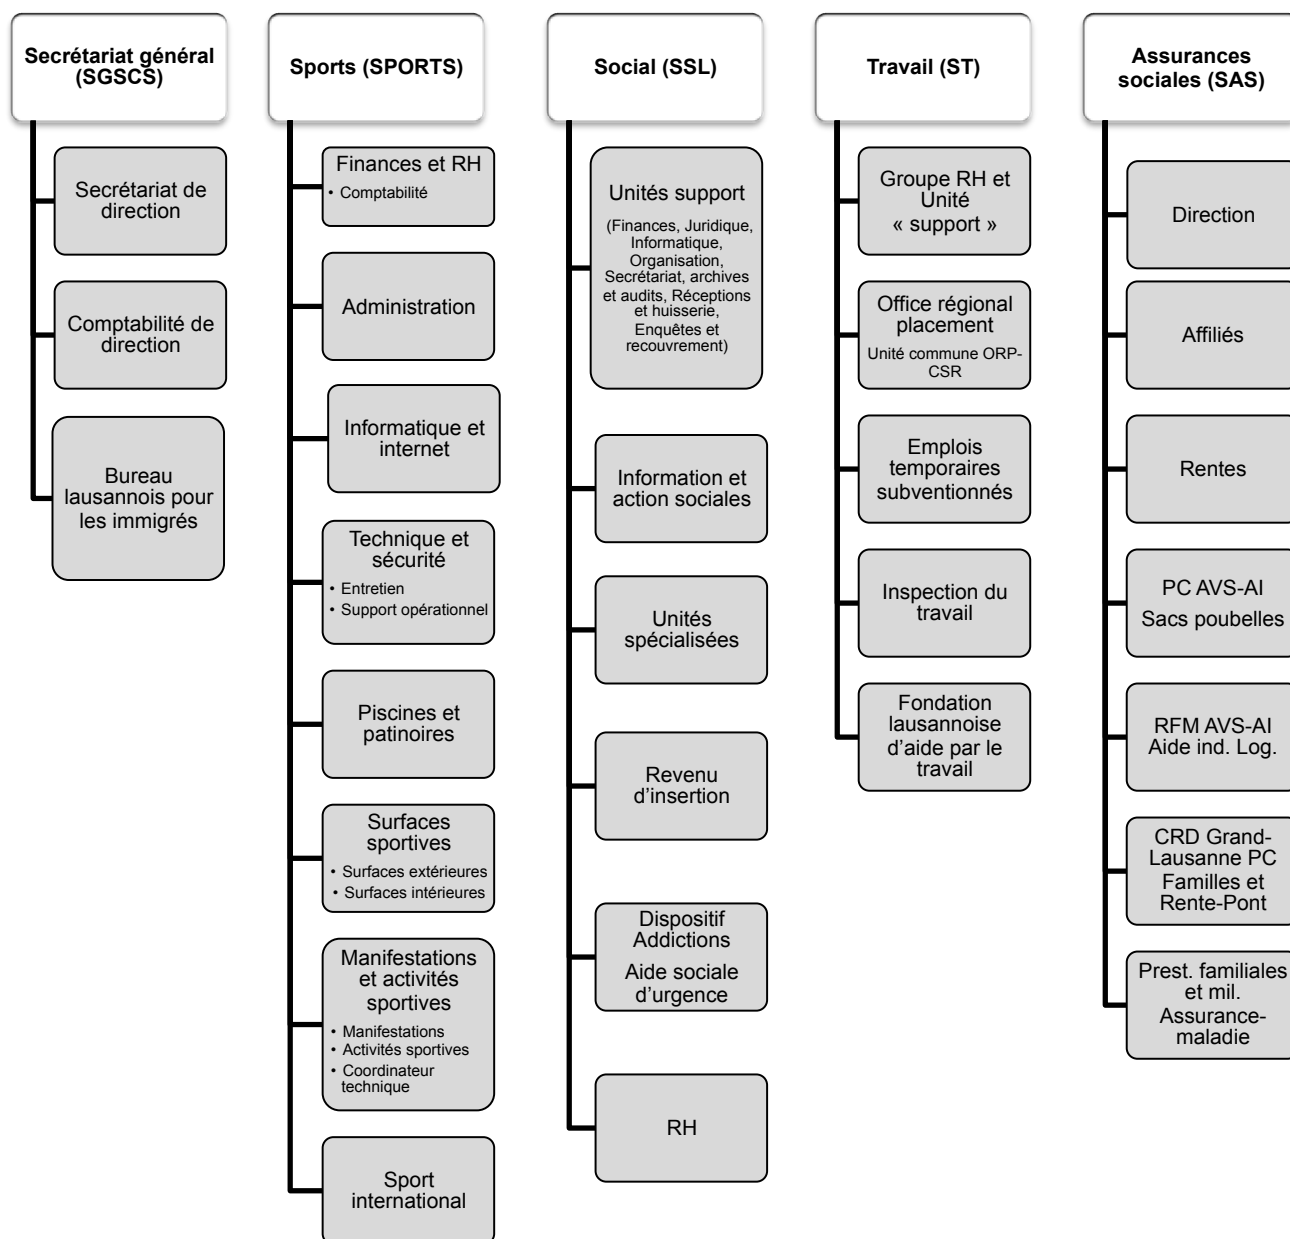 Secrétariat général
(SGSCS)
Secrétariat de
direction
Comptabilité de
direction
Bureau
lausannois pour
les immigrés
Sports (SPORTS)
Finances et RH
• Comptabilité
Administration
Informatique et
internet
Technique et
sécurité
• Entretien
• Support opérationnel
Piscines et
patinoires
Surfaces
sportives
• Surfaces extérieures
• Surfaces intérieures
Manifestations
et activités
sportives
• Manifestations
• Activités sportives
• Coordinateur
technique
Sport
international
Social (SSL)
Unités support
(Finances, Juridique,
Informatique,
Organisation,
Secrétariat, archives
et audits, Réceptions
et huisserie,
Enquêtes et
recouvrement)
Information et
action sociales
Unités
spécialisées
Revenu
d’insertion
Dispositif
Addictions
Aide sociale
d’urgence
RH
Travail (ST)
Groupe RH et
Unité
« support »
Office régional
placement
Unité commune ORP-
CSR
Emplois
temporaires
subventionnés
Inspection du
travail
Fondation
lausannoise
d’aide par le
travail
Assurances
sociales (SAS)
Direction
Affiliés
Rentes
PC AVS-AI
Sacs poubelles
RFM AVS-AI
Aide ind. Log.
CRD Grand-
Lausanne PC
Familles et
Rente-Pont
Prest. familiales
et mil.
Assurance-
maladie